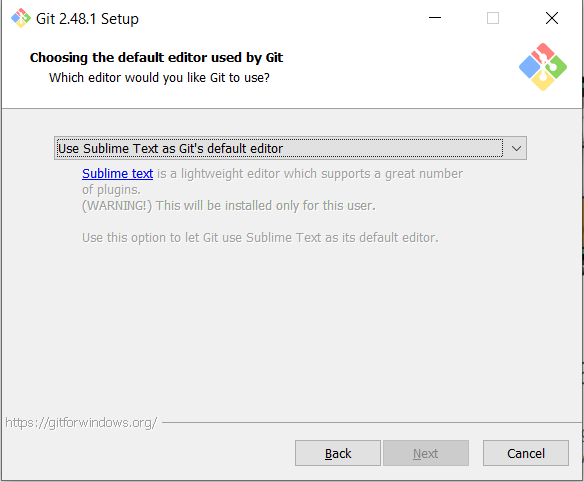 Git 2.48.1 Setup
Choosing the default editor used by Git
Which editor would you like Git to use?
Use Sublime Text as Git's default editor
Sublime text is a lightweight editor which supports a great number
of plugins.
(WARNING!) This will be installed only for this user.
Use this option to let Git use Sublime Text as its default editor.
https://gitforwindows.org/
Back
Next
Cancel